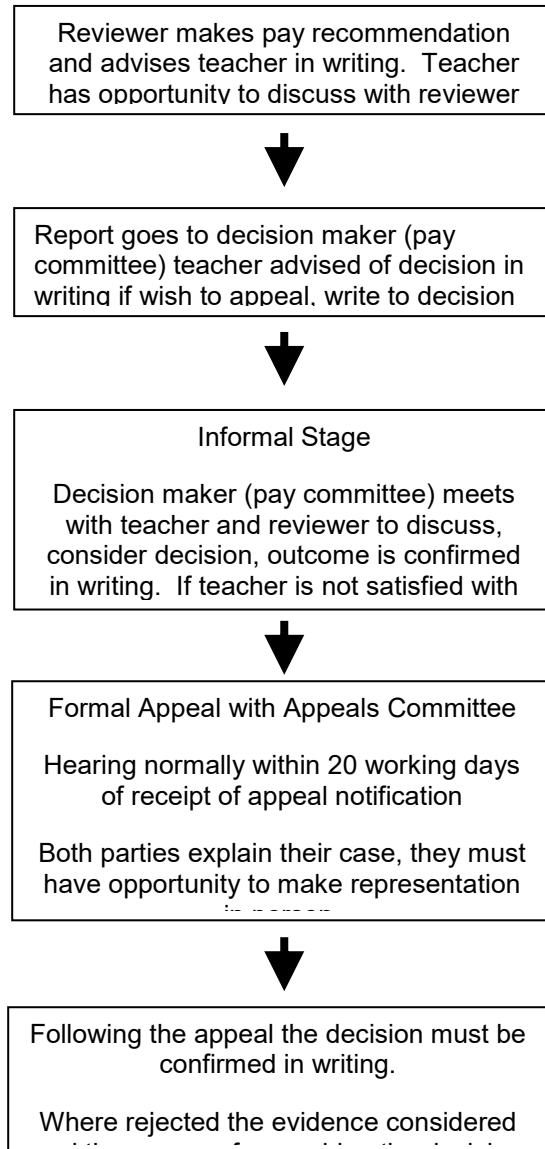 Reviewer makes pay recommendation
and advises teacher in writing. Teacher
has opportunity to discuss with reviewer
Report goes to decision maker (pay
committee) teacher advised of decision in
writing if wish to appeal, write to decision
Informal Stage
Decision maker (pay committee) meets
with teacher and reviewer to discuss,
consider decision, outcome is confirmed
in writing. If teacher is not satisfied with
Formal Appeal with Appeals Committee
Hearing normally within 20 working days
of receipt of appeal notification
Both parties explain their case, they must
have opportunity to make representation
in person
Following the appeal the decision must be
confirmed in writing.
Where rejected the evidence considered